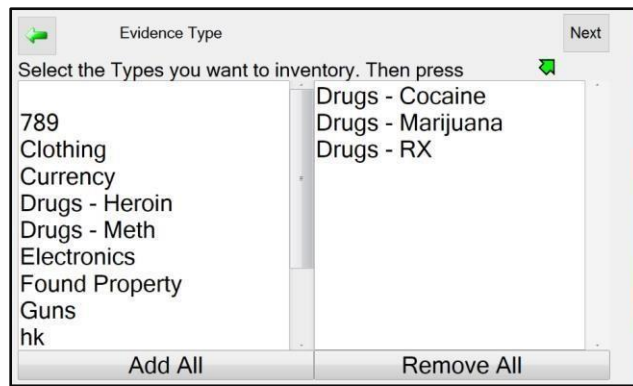 Evidence Type
Next
Select the Types you want to inventory. Then press
789
Clothing
Currency
Drugs - Heroin
Drugs - Meth
Electronics
Found Property
Guns
hk
Drugs - Cocaine
Drugs - Marijuana
Drugs - RX
Add All
Remove All